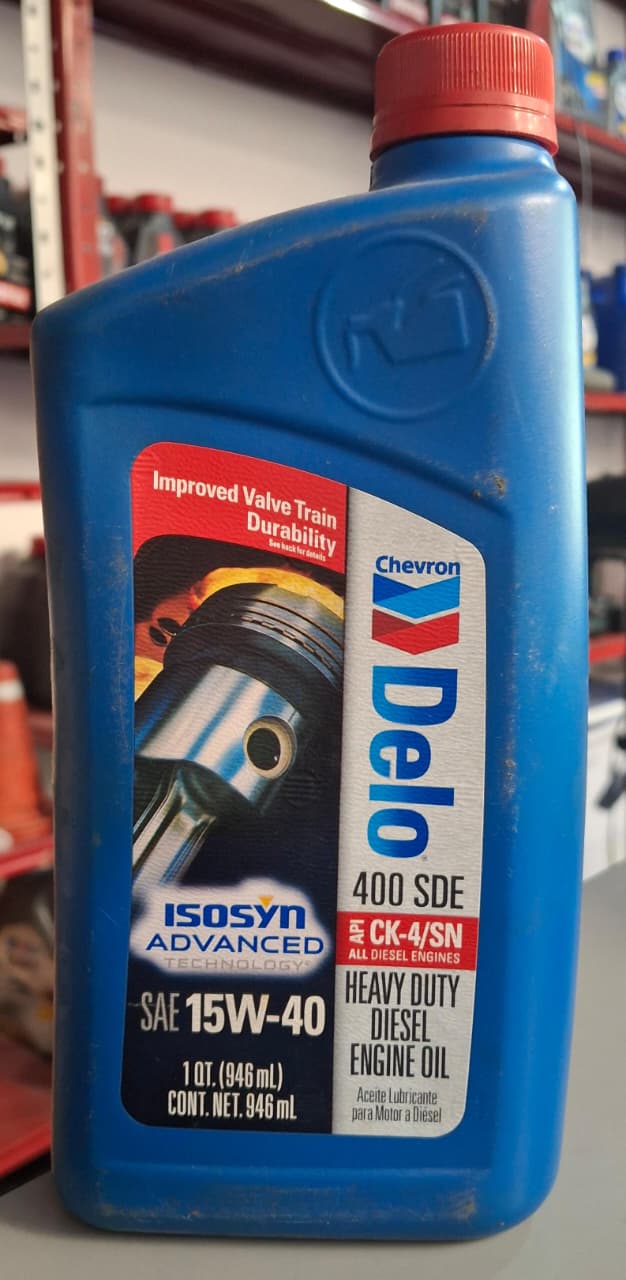 Improved Valve Train
Durability
See back for details
Chevron
Delo
400 SDE
API CK-4/SN
ALL DIESEL ENGINES
HEAVY DUTY
DIESEL
ENGINE OIL
Aceite Lubricante
para Motor a Diésel
ISOSYN
ADVANCED
TECHNOLOGY®
SAE 15W-40
1 QT. (946 mL)
CONT. NET. 946 mL